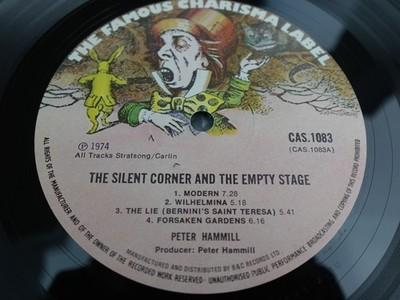 THE FAMOUS CHARISMA LABEL
℗ 1974
All Tracks Stratsong/Carlin
CAS.1083
(CAS.1083A)
THE SILENT CORNER AND THE EMPTY STAGE
1. MODERN 7.28
2. WILHELMINA 5.18
3. THE LIE (BERNINI'S SAINT TERESA) 5.41
4. FORSAKEN GARDENS 6.16
PETER HAMMILL
Producer: Peter Hammill
MANUFACTURED AND DISTRIBUTED BY B&C RECORDS LTD.
ALL RIGHTS OF THE MANUFACTURER AND OF THE OWNER OF THE RECORDED WORK RESERVED · UNAUTHORISED PUBLIC PERFORMANCE, BROADCASTING AND COPYING OF THIS RECORD PROHIBITED